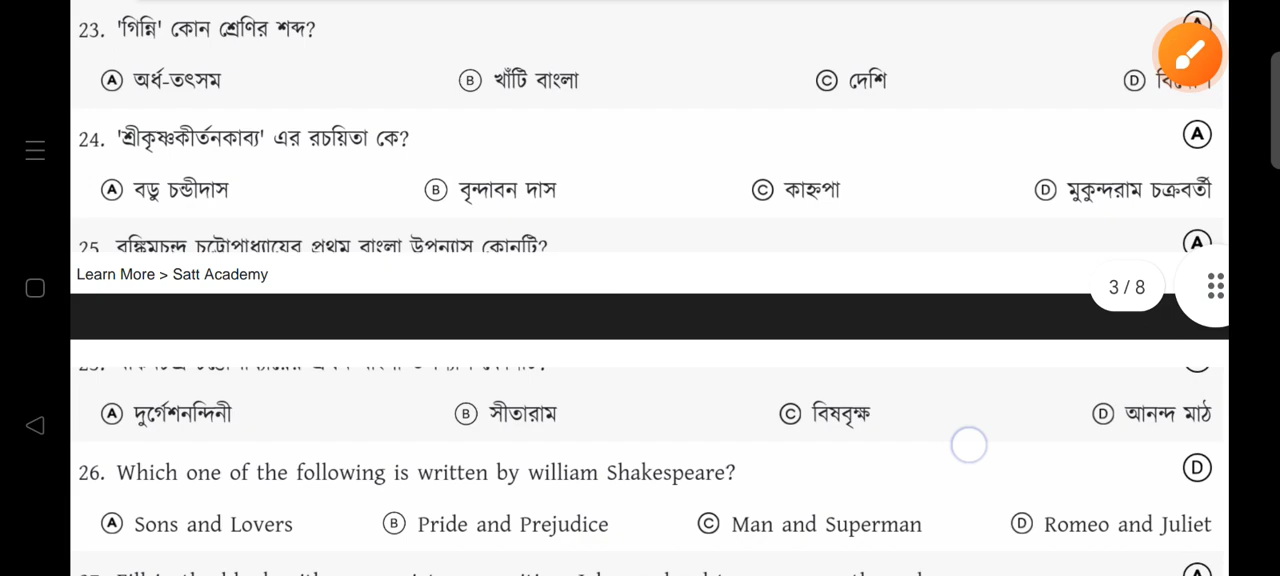 23. 'গিন্নি' কোন শ্রেণির শব্দ?
A অর্ধ-তৎসম B খাঁটি বাংলা C দেশি D
24. 'শ্রীকৃষ্ণকীর্তনকাব্য' এর রচয়িতা কে? A
A বড়ু চন্ডীদাস B বৃন্দাবন দাস C কাহ্নপা D মুকুন্দরাম চক্রবর্তী
25. বঙ্কিমচন্দ্র চট্টোপাধ্যায়ের প্রথম বাংলা উপন্যাস কোনটি? A
Learn More > Satt Academy
3 / 8
A দুর্গেশনন্দিনী B সীতারাম C বিষবৃক্ষ D আনন্দ মাঠ
26. Which one of the following is written by william Shakespeare? D
A Sons and Lovers B Pride and Prejudice C Man and Superman D Romeo and Juliet